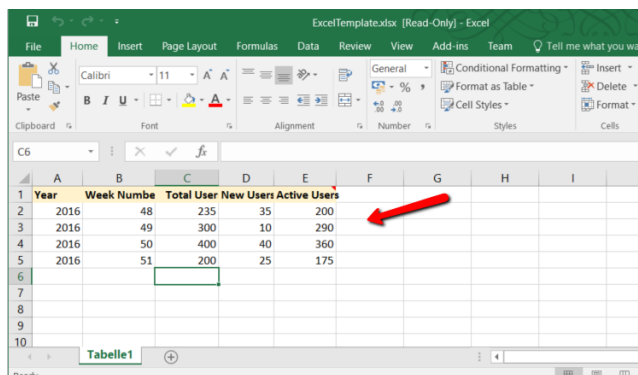 ExcelTemplate.xlsx [Read-Only] - Excel
File Home Insert Page Layout Formulas Data Review View Add-ins Team Tell me what you wa
Paste Calibri 11 A A General Conditional Formatting Insert
B I U A % , Format as Table Delete
Cell Styles Format
Clipboard Font Alignment Number Styles Cells
C6 fx
A B C D E F G H I
1 Year Week Numbe Total User New Users Active Users
2 2016 48 235 35 200
3 2016 49 300 10 290
4 2016 50 400 40 360
5 2016 51 200 25 175
6
7
8
9
10
Tabelle1